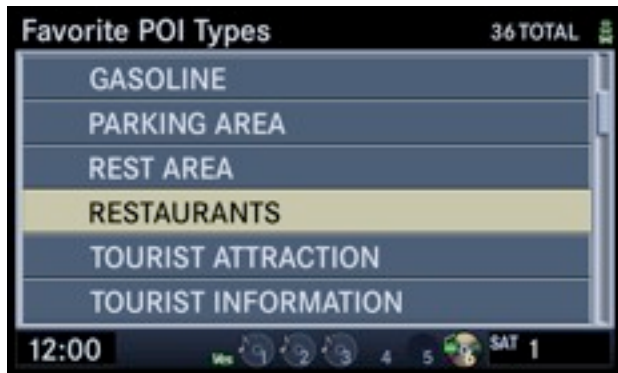 Favorite POI Types 36 TOTAL
GASOLINE
PARKING AREA
REST AREA
RESTAURANTS
TOURIST ATTRACTION
TOURIST INFORMATION
12:00 Ves 1 2 3 4 5 6 SAT 1